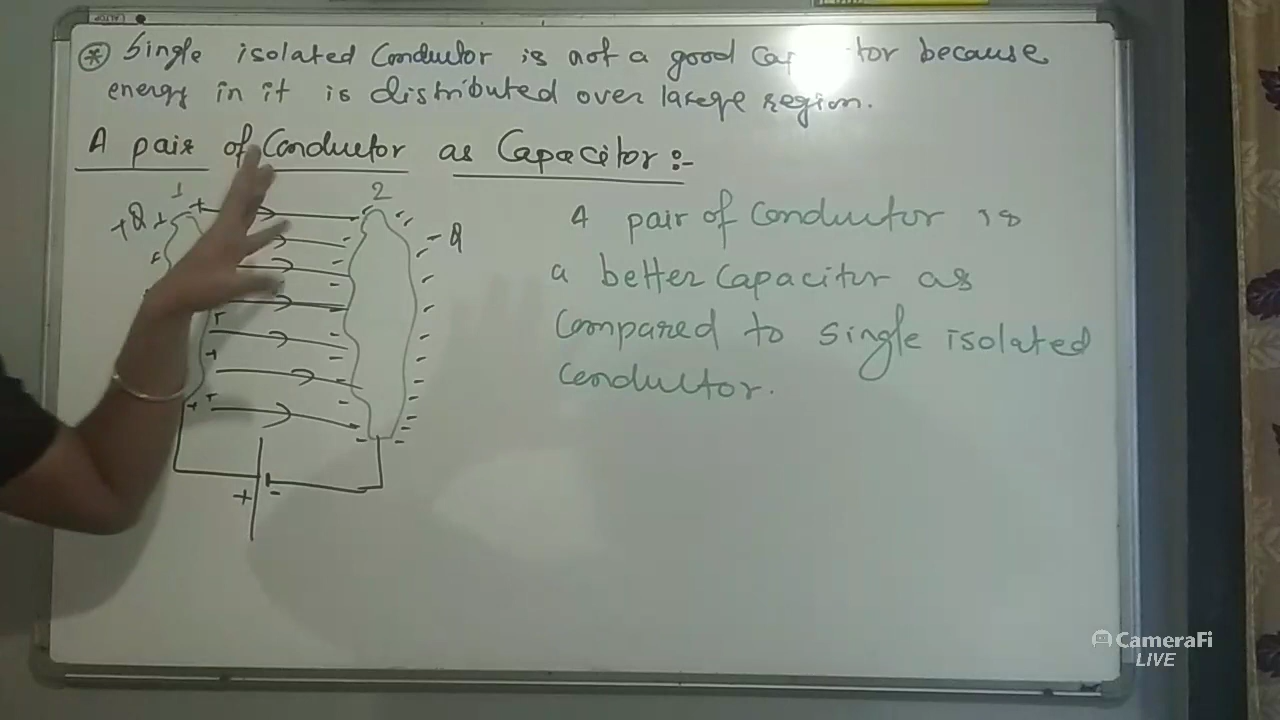 * Single isolated Conductor is not a good Cap tor because
energy in it is distributed over large region.
A pair of Conductor as Capacitor :-
1
2
+Q
- Q
A pair of Conductor is
a better Capacitor as
Compared to single isolated
Conductor.
+ -
CameraFi
LIVE